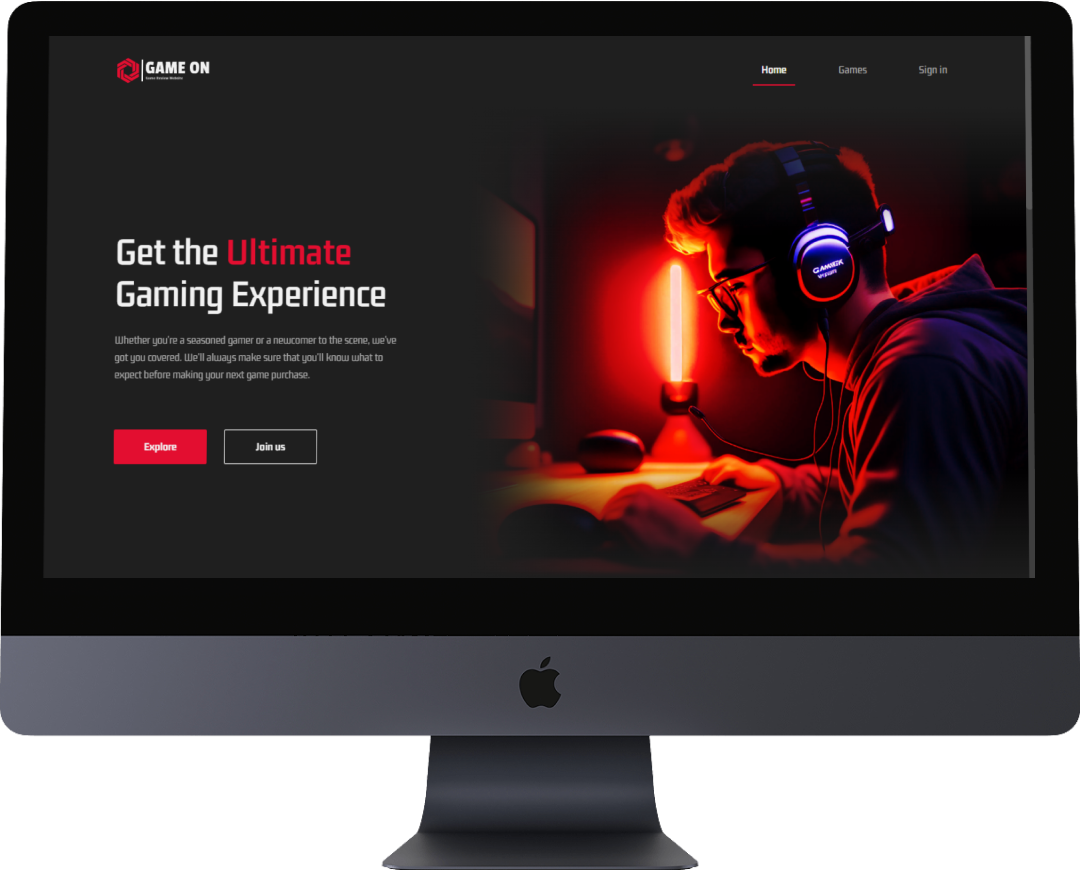 GAME ON
Game Review Website
Home
Games
Sign in
Get the Ultimate
Gaming Experience
Whether you're a seasoned gamer or a newcomer to the scene, we've
got you covered. We'll always make sure that you'll know what to
expect before making your next game purchase.
Explore
Join us